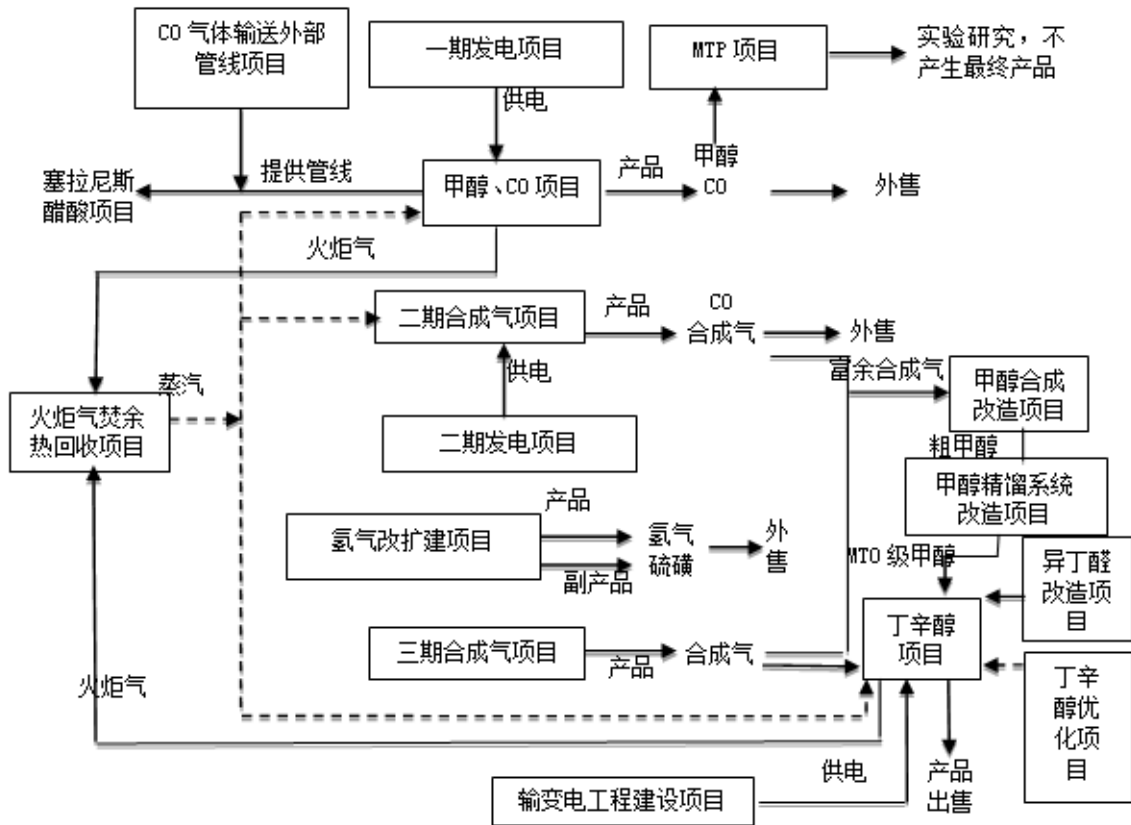 CO 气体输送外部
管线项目
一期发电项目
MTP 项目
实验研究，不
产生最终产品
供电
塞拉尼斯
醋酸项目
提供管线
甲醇、CO 项目
产品
甲醇
CO
外售
火炬气
二期合成气项目
产品
CO
合成气
外售
供电
富余合成气
甲醇合成
改造项目
蒸汽
火炬气焚余
热回收项目
二期发电项目
粗甲醇
甲醇精馏系统
改造项目
氢气改扩建项目
产品
副产品
氢气
硫磺
外
售
MTO 级甲醇
异丁醛
改造项
目
丁辛醇
项目
三期合成气项目
产品
合成气
火炬气
丁辛
醇优
化项
目
供电
产品
出售
输变电工程建设项目